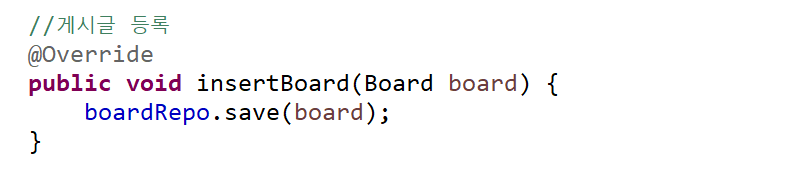 //게시글 등록
@Override
public void insertBoard(Board board) {
    boardRepo.save(board);
}